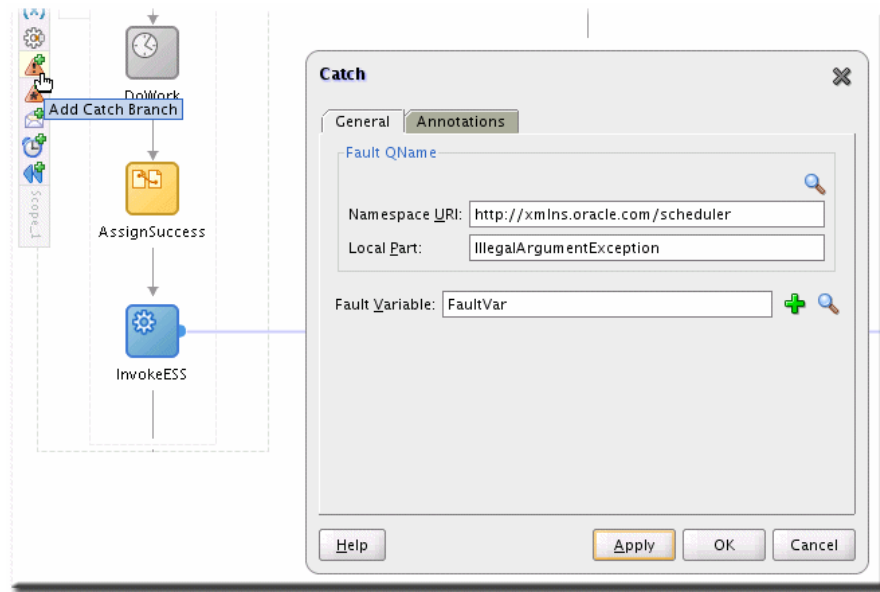 (x)
DoWork
Add Catch Branch
Scope_1
AssignSuccess
InvokeESS
Catch
General
Annotations
Fault QName
Namespace URI: http://xmlns.oracle.com/scheduler
Local Part: IllegalArgumentException
Fault Variable: FaultVar
Help
Apply
OK
Cancel